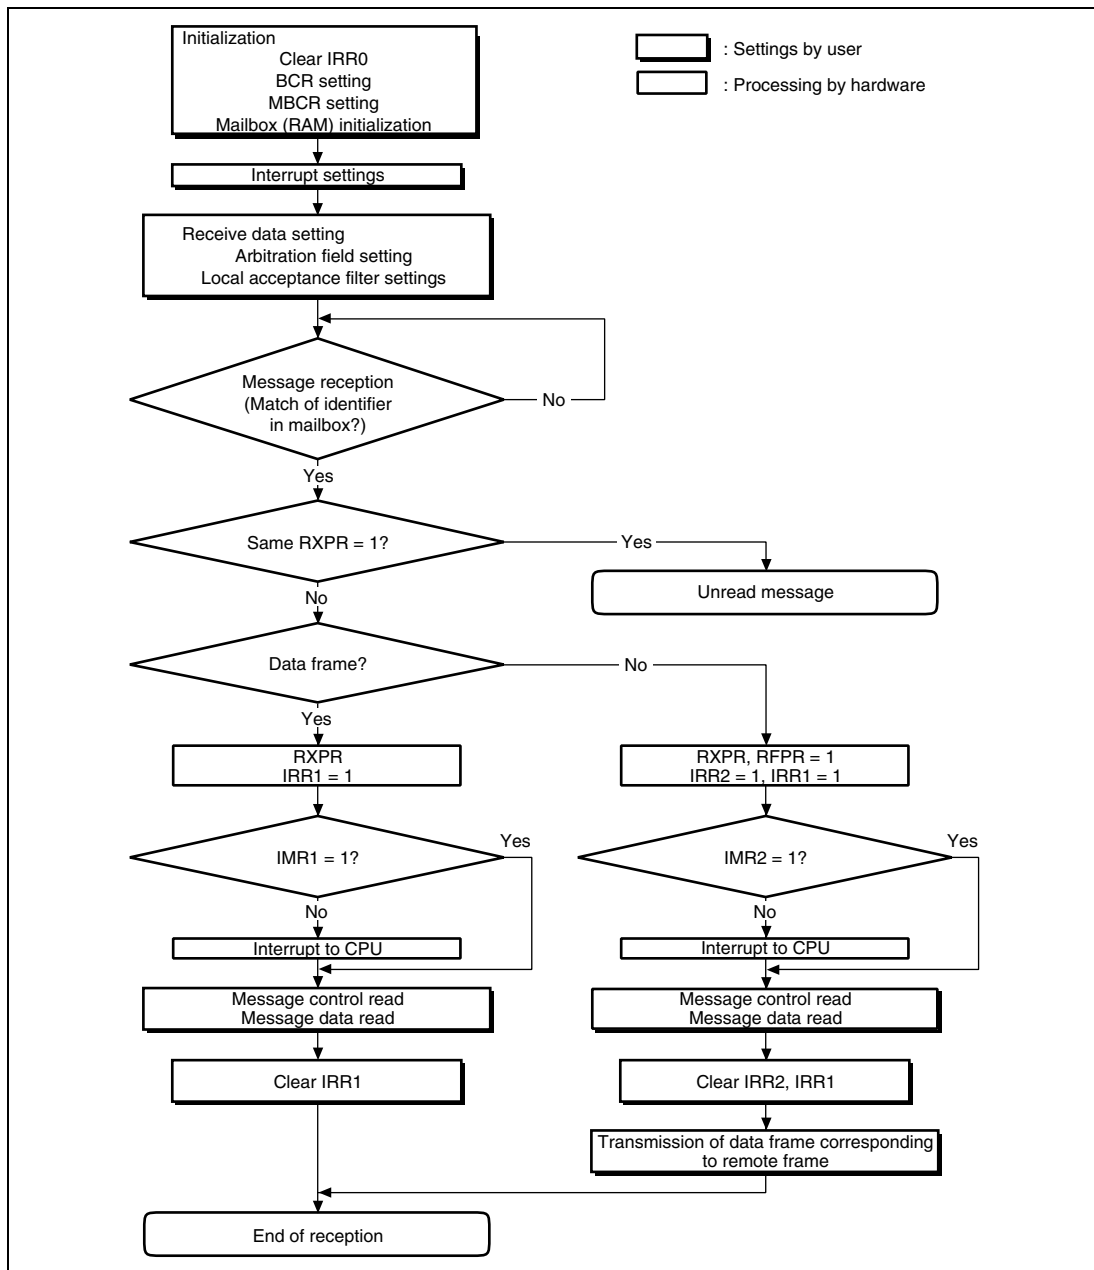 Initialization
Clear IRR0
BCR setting
MBCR setting
Mailbox (RAM) initialization
: Settings by user
: Processing by hardware
Interrupt settings
Receive data setting
Arbitration field setting
Local acceptance filter settings
Message reception
(Match of identifier
in mailbox?)
No
Yes
Same RXPR = 1?
Yes
Unread message
No
Data frame?
No
Yes
RXPR
IRR1 = 1
RXPR, RFPR = 1
IRR2 = 1, IRR1 = 1
IMR1 = 1?
Yes
IMR2 = 1?
Yes
No
No
Interrupt to CPU
Interrupt to CPU
Message control read
Message data read
Message control read
Message data read
Clear IRR1
Clear IRR2, IRR1
Transmission of data frame corresponding
to remote frame
End of reception